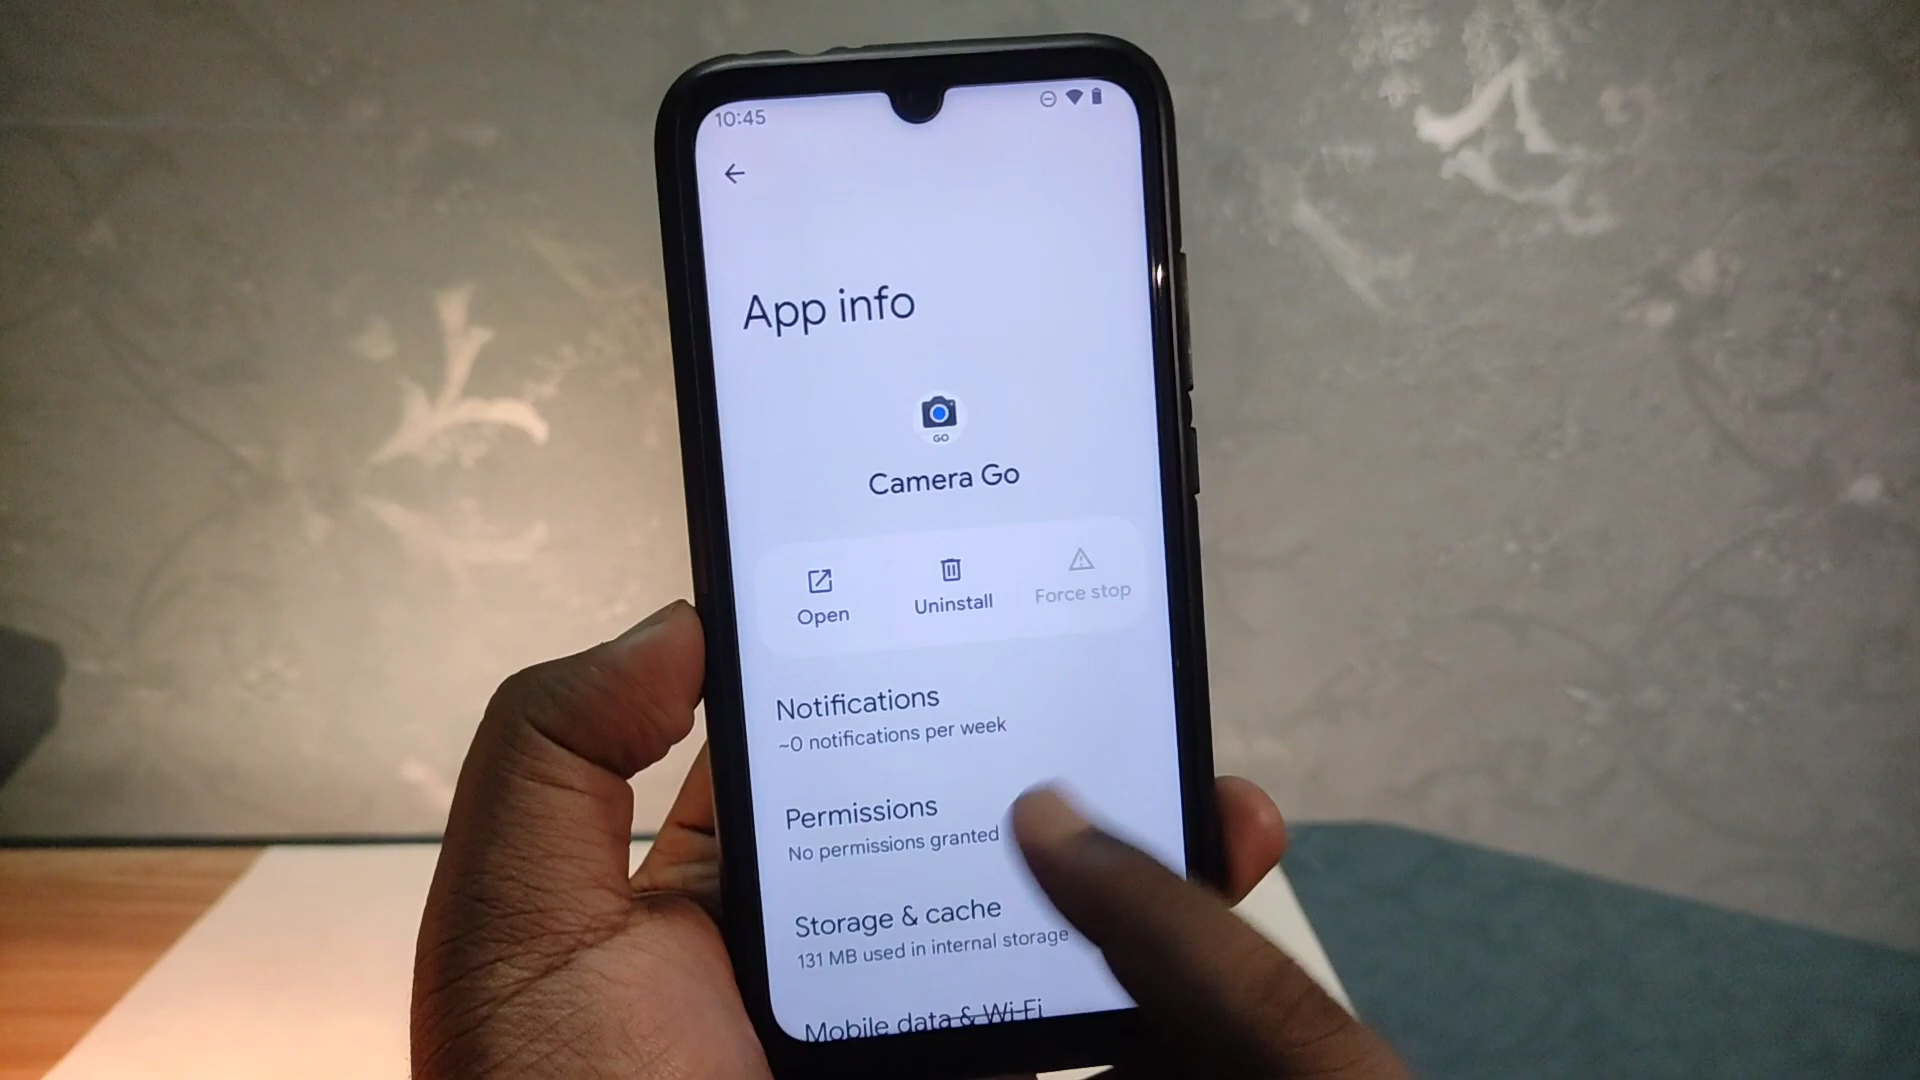 10:45
App info
GO
Camera Go
Open
Uninstall
Force stop
Notifications
~0 notifications per week
Permissions
No permissions granted
Storage & cache
131 MB used in internal storage
Mobile data & Wi-Fi